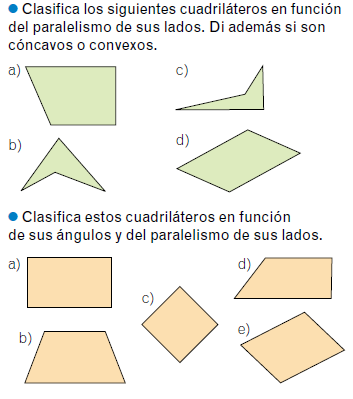 ● Clasifica los siguientes cuadriláteros en función
del paralelismo de sus lados. Di además si son
cóncavos o convexos.
a)
c)
b)
d)
● Clasifica estos cuadriláteros en función
de sus ángulos y del paralelismo de sus lados.
a)
d)
c)
b)
e)